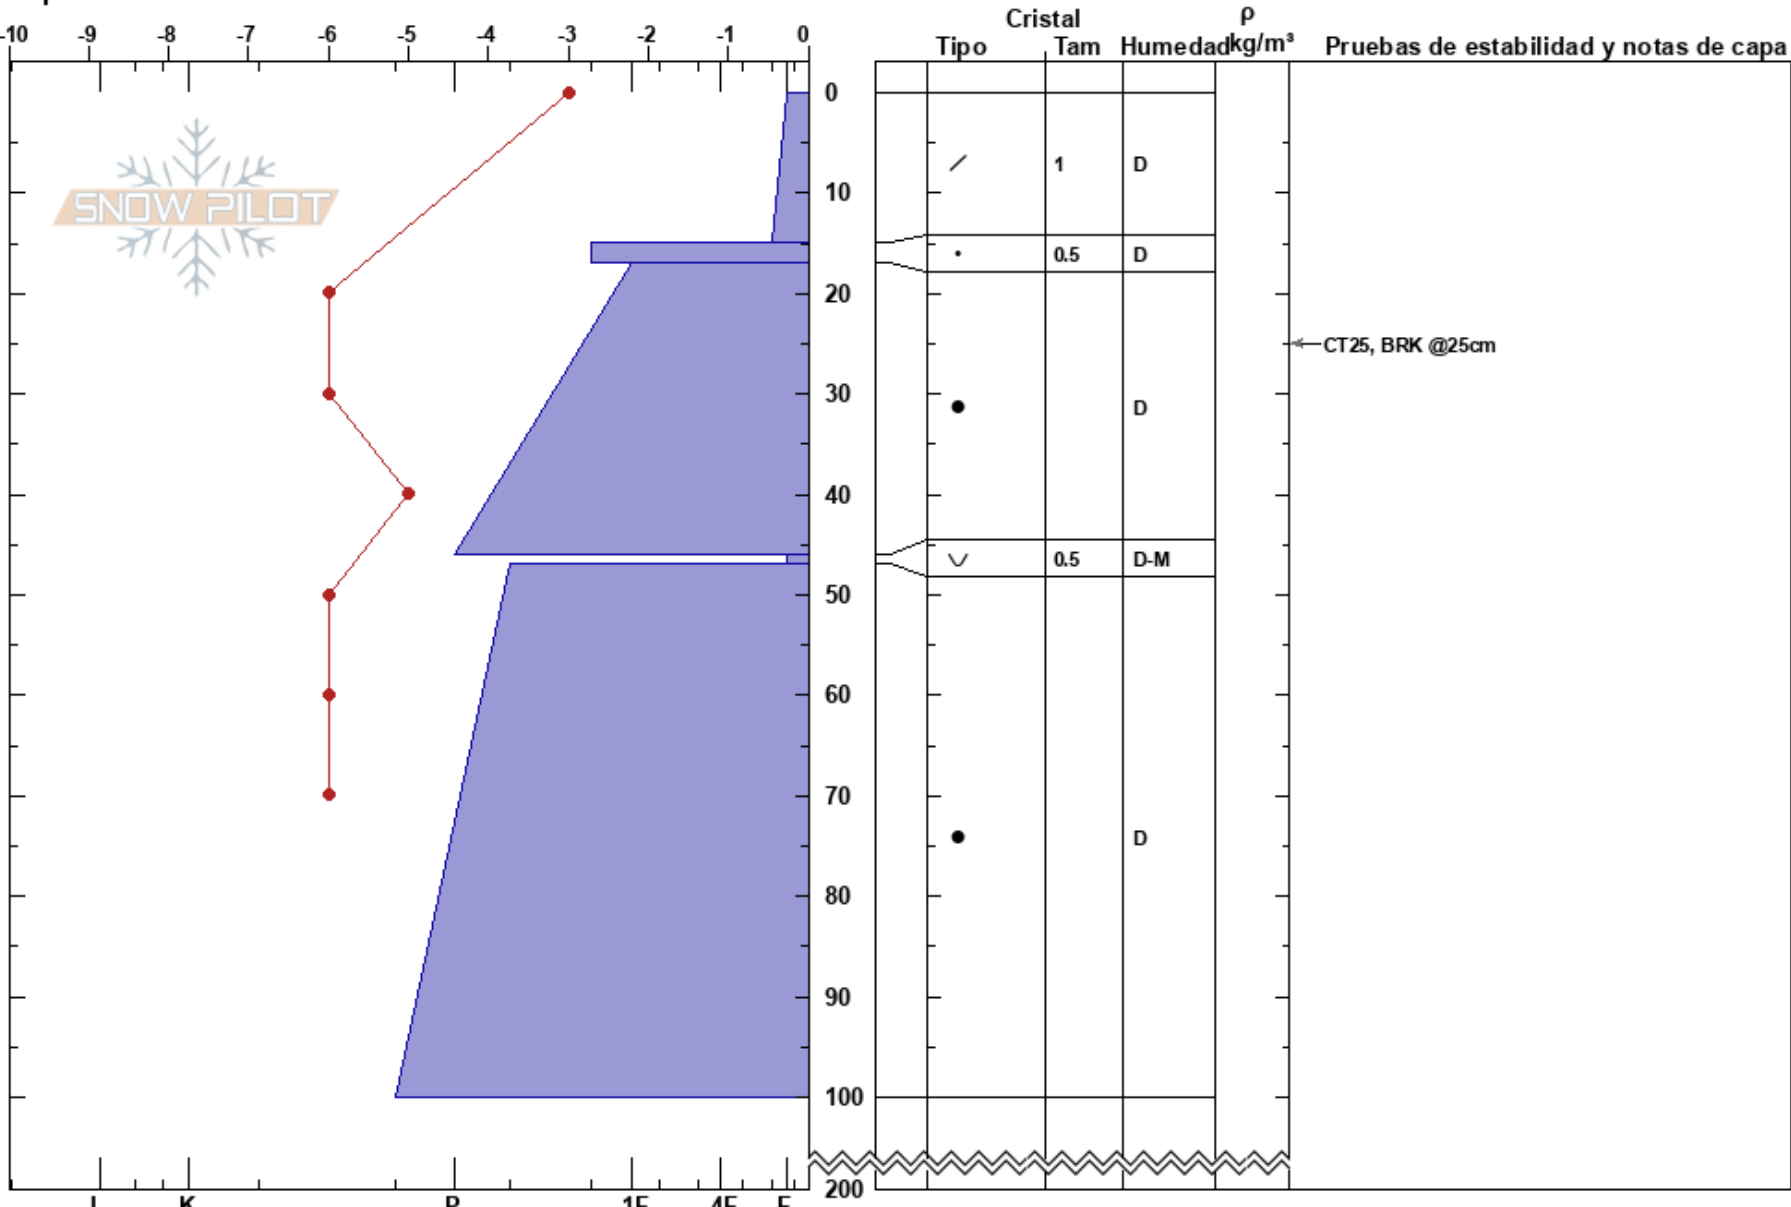 Cristal ρ
-10 -9 -8 -7 -6 -5 -4 -3 -2 -1 0 Tipo Tam Humedad kg/m³ Pruebas de estabilidad y notas de capa
0
1 D
10
SNOW PILOT
0.5 D
20
CT25, BRK @25cm
30
D
40
0.5 D-M
50
60
70
D
80
90
100
200
I K P 1F 4F F